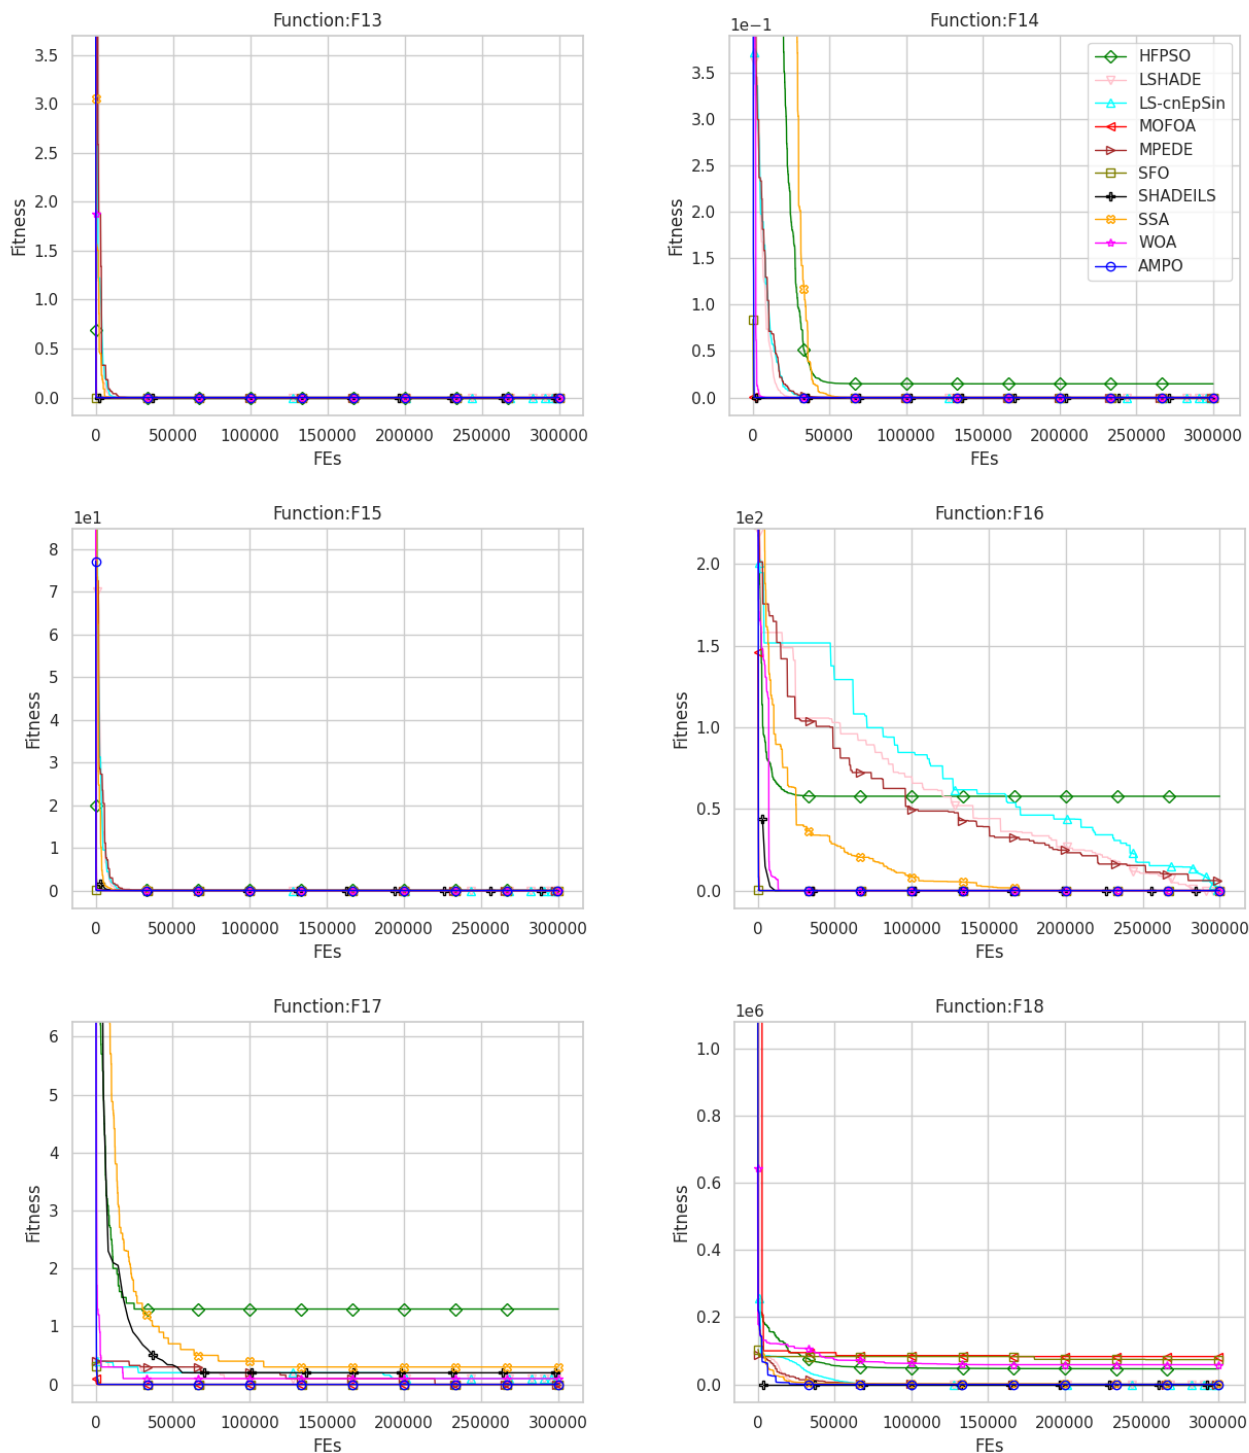 Function:F13
3.5
3.0
2.5
2.0
1.5
1.0
0.5
0.0
Fitness
0 50000 100000 150000 200000 250000 300000
FEs
Function:F14
1e−1
3.5
3.0
2.5
2.0
1.5
1.0
0.5
0.0
Fitness
0 50000 100000 150000 200000 250000 300000
FEs
HFPSO
LSHADE
LS-cnEpSin
MOFOA
MPEDE
SFO
SHADEILS
SSA
WOA
AMPO
Function:F15
1e1
8
7
6
5
4
3
2
1
0
Fitness
0 50000 100000 150000 200000 250000 300000
FEs
Function:F16
1e2
2.0
1.5
1.0
0.5
0.0
Fitness
0 50000 100000 150000 200000 250000 300000
FEs
Function:F17
6
5
4
3
2
1
0
Fitness
0 50000 100000 150000 200000 250000 300000
FEs
Function:F18
1e6
1.0
0.8
0.6
0.4
0.2
0.0
Fitness
0 50000 100000 150000 200000 250000 300000
FEs